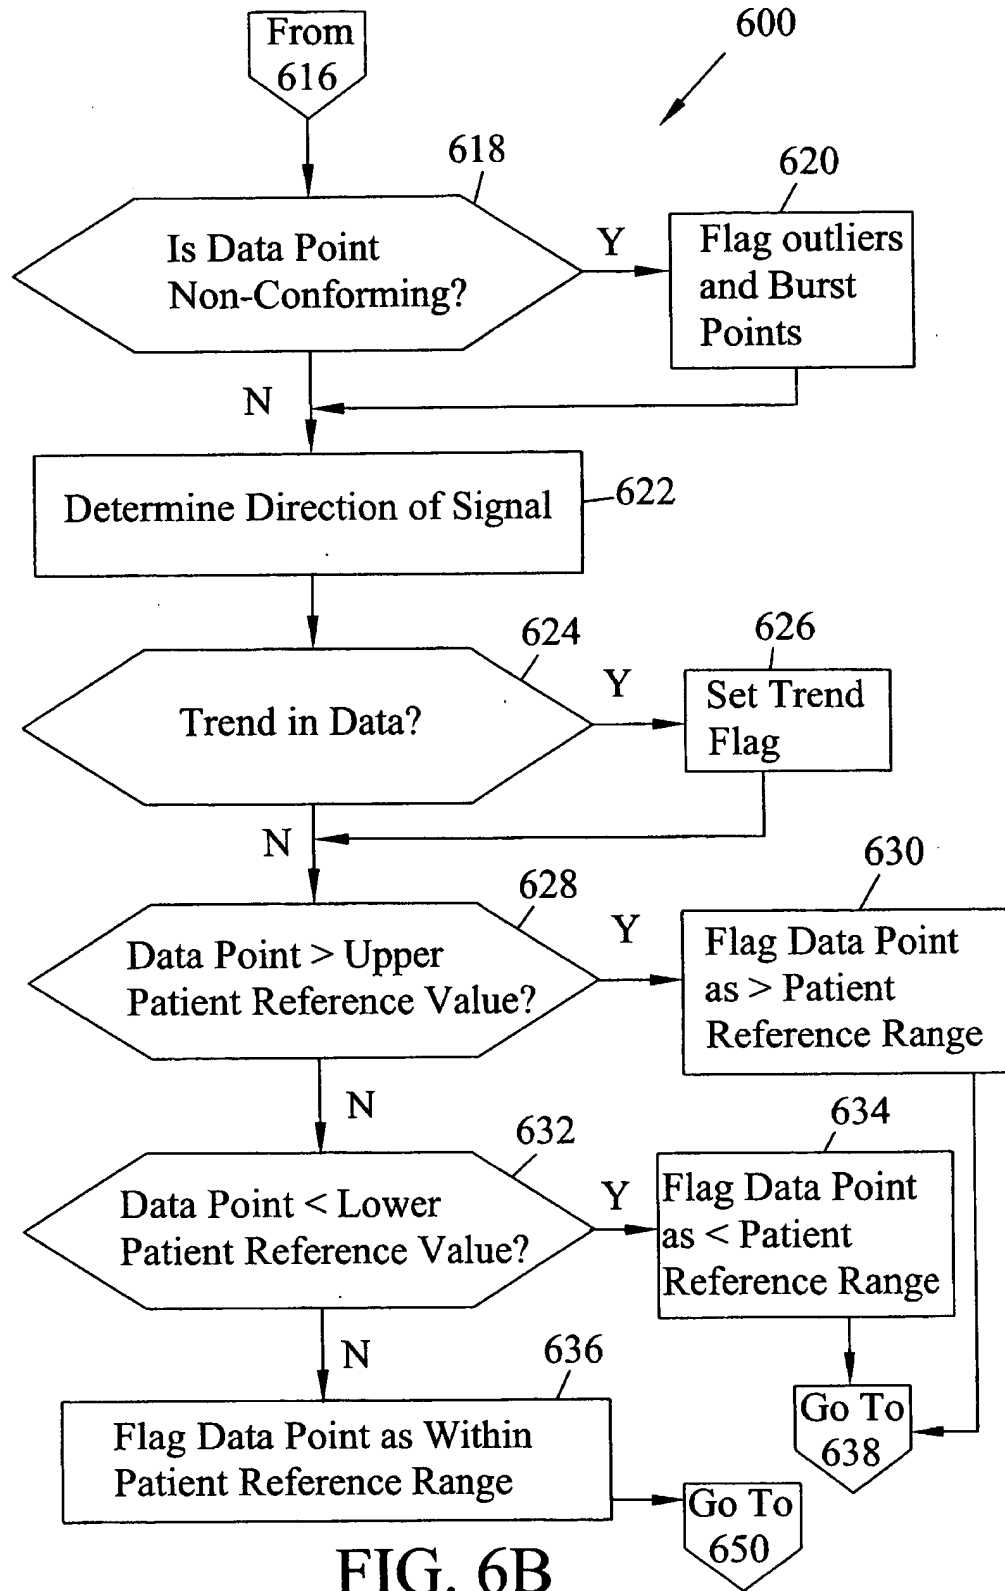 From
616
600
618
Is Data Point
Non-Conforming?
Y
620
Flag outliers
and Burst
Points
N
Determine Direction of Signal
622
624
Trend in Data?
Y
626
Set Trend
Flag
N
628
Data Point > Upper
Patient Reference Value?
Y
630
Flag Data Point
as > Patient
Reference Range
N
632
Data Point < Lower
Patient Reference Value?
Y
634
Flag Data Point
as < Patient
Reference Range
N
636
Flag Data Point as Within
Patient Reference Range
Go To
638
Go To
650
FIG. 6B